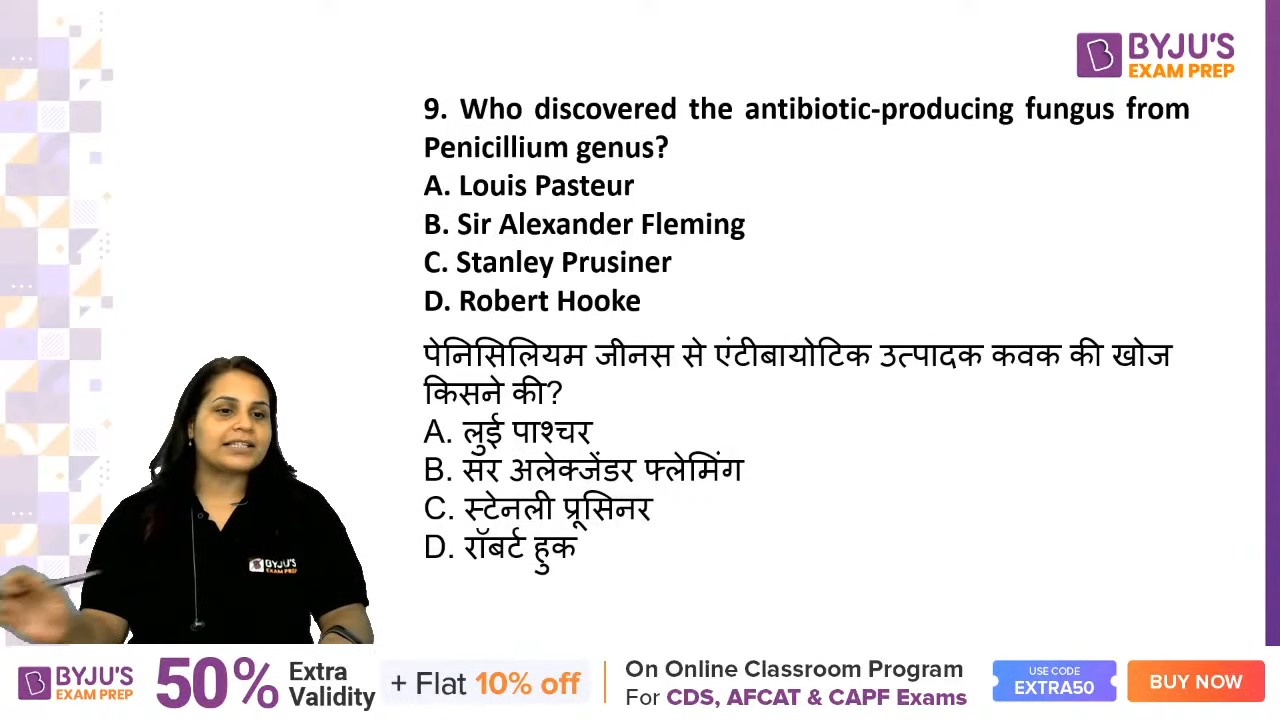 BYJU'S
EXAM PREP
9. Who discovered the antibiotic-producing fungus from
Penicillium genus?
A. Louis Pasteur
B. Sir Alexander Fleming
C. Stanley Prusiner
D. Robert Hooke
पेनिसिलियम जीनस से एंटीबायोटिक उत्पादक कवक की खोज
किसने की?
A. लुई पाश्चर
B. सर अलेक्जेंडर फ्लेमिंग
C. स्टेनली प्रूसिनर
D. रॉबर्ट हुक
BYJU'S
EXAM PREP
BYJU'S
EXAM PREP
50%
Extra
Validity
+ Flat 10% off
On Online Classroom Program
For CDS, AFCAT & CAPF Exams
USE CODE
EXTRA50
BUY NOW